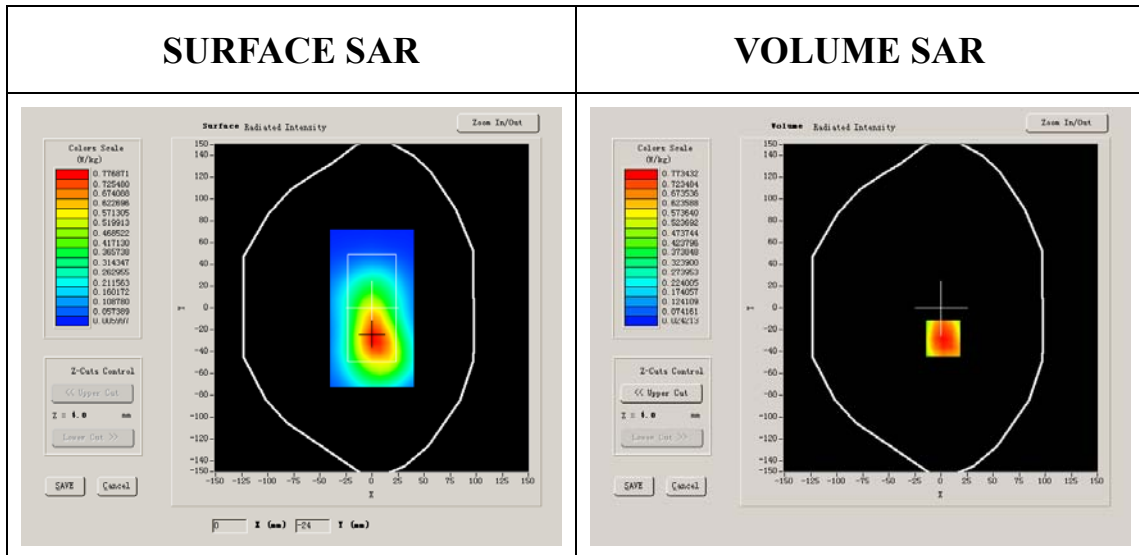 SURFACE SAR
VOLUME SAR
Surface Radiated Intensity
Zoom In/Out
Colors Scale
(W/kg)
0.776871
0.725480
0.674088
0.622696
0.571305
0.519913
0.468522
0.417130
0.365738
0.314347
0.262955
0.211563
0.160172
0.108780
0.057389
0.005997
150
140
120
100
80
60
40
20
0
-20
-40
-60
-80
-100
-120
-140
-150
Y
-150 -125 -100 -75 -50 -25 0 25 50 75 100 125 150
X
Z-Cuts Control
<< Upper Cut
Z = 4.0 mm
Lower Cut >>
SAVE Cancel
0 X (mm) -24 Y (mm)
Volume Radiated Intensity
Zoom In/Out
Colors Scale
(W/kg)
0.773432
0.723484
0.673536
0.623588
0.573640
0.523692
0.473744
0.423796
0.373848
0.323900
0.273953
0.224005
0.174057
0.124109
0.074161
0.024213
150
140
120
100
80
60
40
20
0
-20
-40
-60
-80
-100
-120
-140
-150
Y
-150 -125 -100 -75 -50 -25 0 25 50 75 100 125 150
X
Z-Cuts Control
<< Upper Cut
Z = 4.0 mm
Lower Cut >>
SAVE Cancel